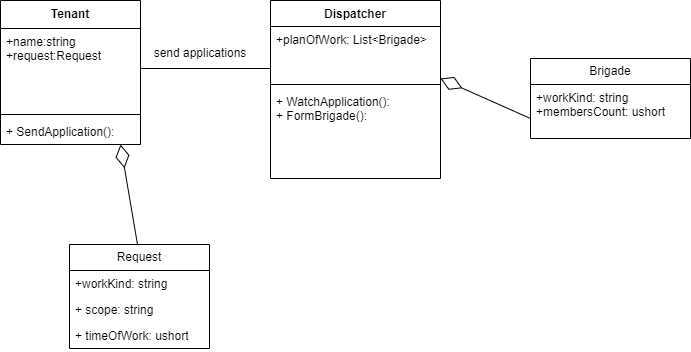 Tenant
+name:string
+request:Request
+ SendApplication():
send applications
Dispatcher
+planOfWork: List<Brigade>
+ WatchApplication():
+ FormBrigade():
Brigade
+workKind: string
+membersCount: ushort
Request
+workKind: string
+ scope: string
+ timeOfWork: ushort